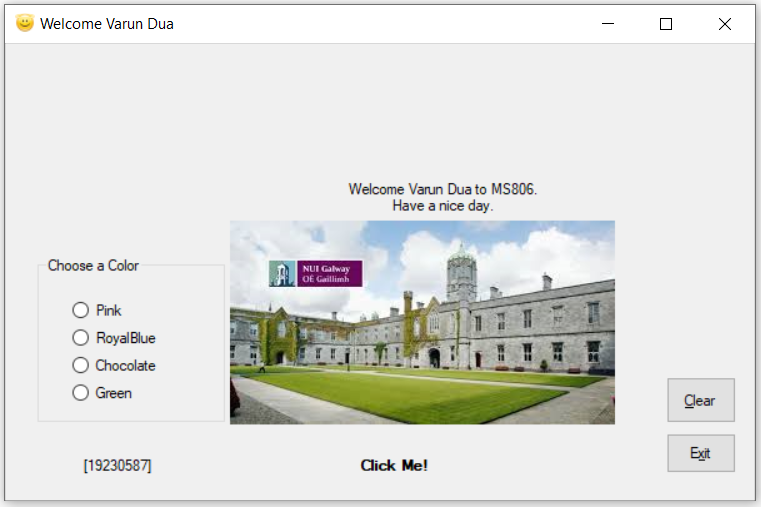 Welcome Varun Dua
Welcome Varun Dua to MS806.
Have a nice day.
NUI Galway
OÉ Gaillimh
Choose a Color
Pink
RoyalBlue
Chocolate
Green
Clear
Exit
[19230587]
Click Me!